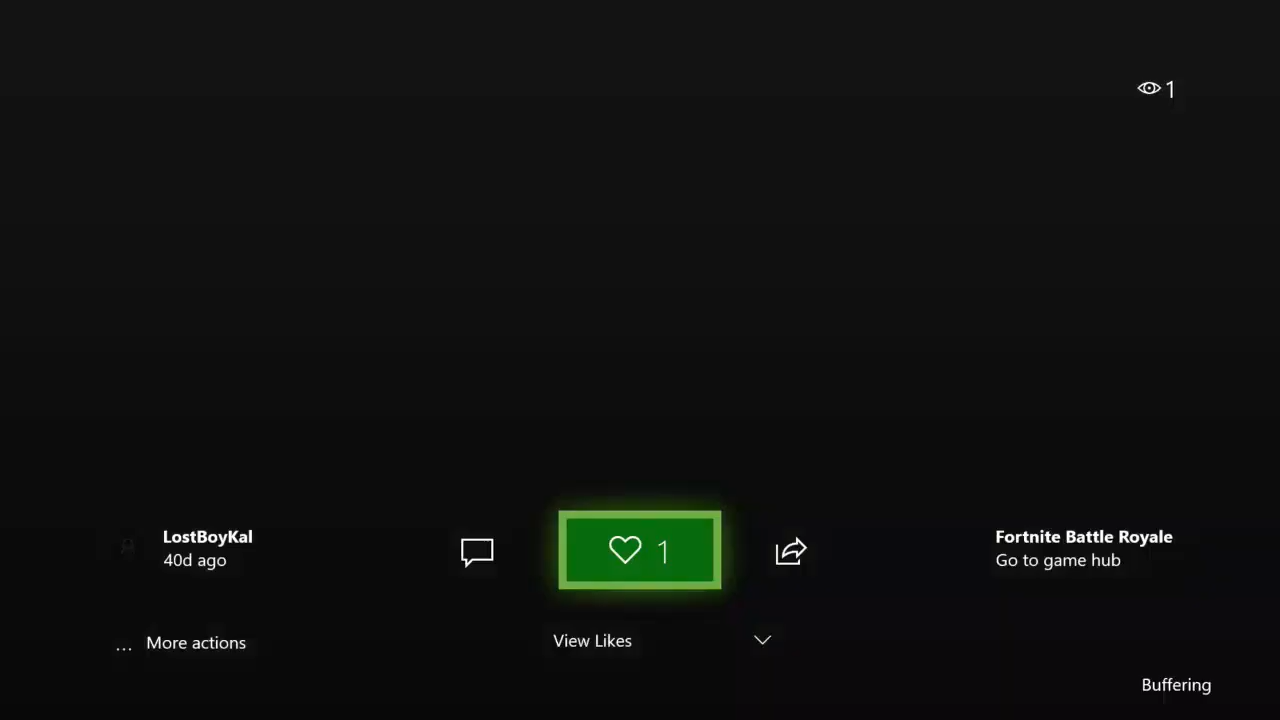 1
LostBoyKal
40d ago
1
Fortnite Battle Royale
Go to game hub
... More actions
View Likes
Buffering